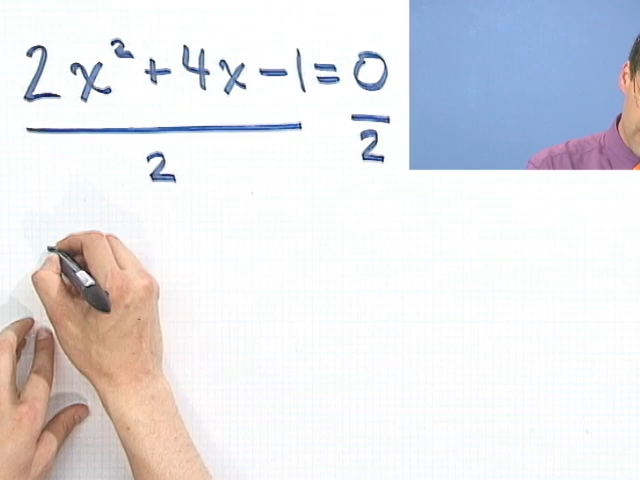 2x² + 4x - 1 = 0
2 2